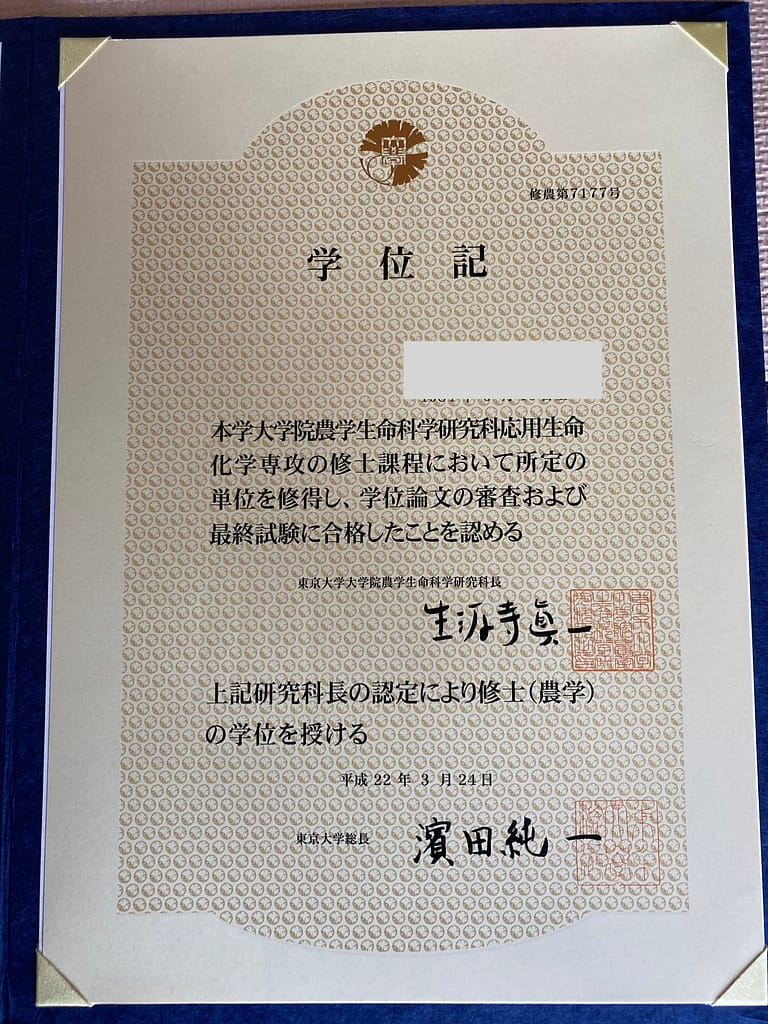 修農第7177号
学位記
本学大学院農学生命科学研究科応用生命
化学専攻の修士課程において所定の
単位を修得し、学位論文の審査および
最終試験に合格したことを認める
東京大学大学院農学生命科学研究科長
生源寺眞一
上記研究科長の認定により修士(農学)
の学位を授ける
平成22年3月24日
東京大学総長
濱田純一